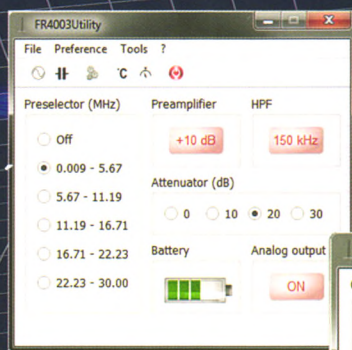 FR4003Utility
File Preference Tools ?
°C
Preselector (MHz)
Off
0.009 - 5.67
5.67 - 11.19
11.19 - 16.71
16.71 - 22.23
22.23 - 30.00
Preamplifier
+10 dB
HPF
150 kHz
Attenuator (dB)
0 10 20 30
Battery
Analog output
ON